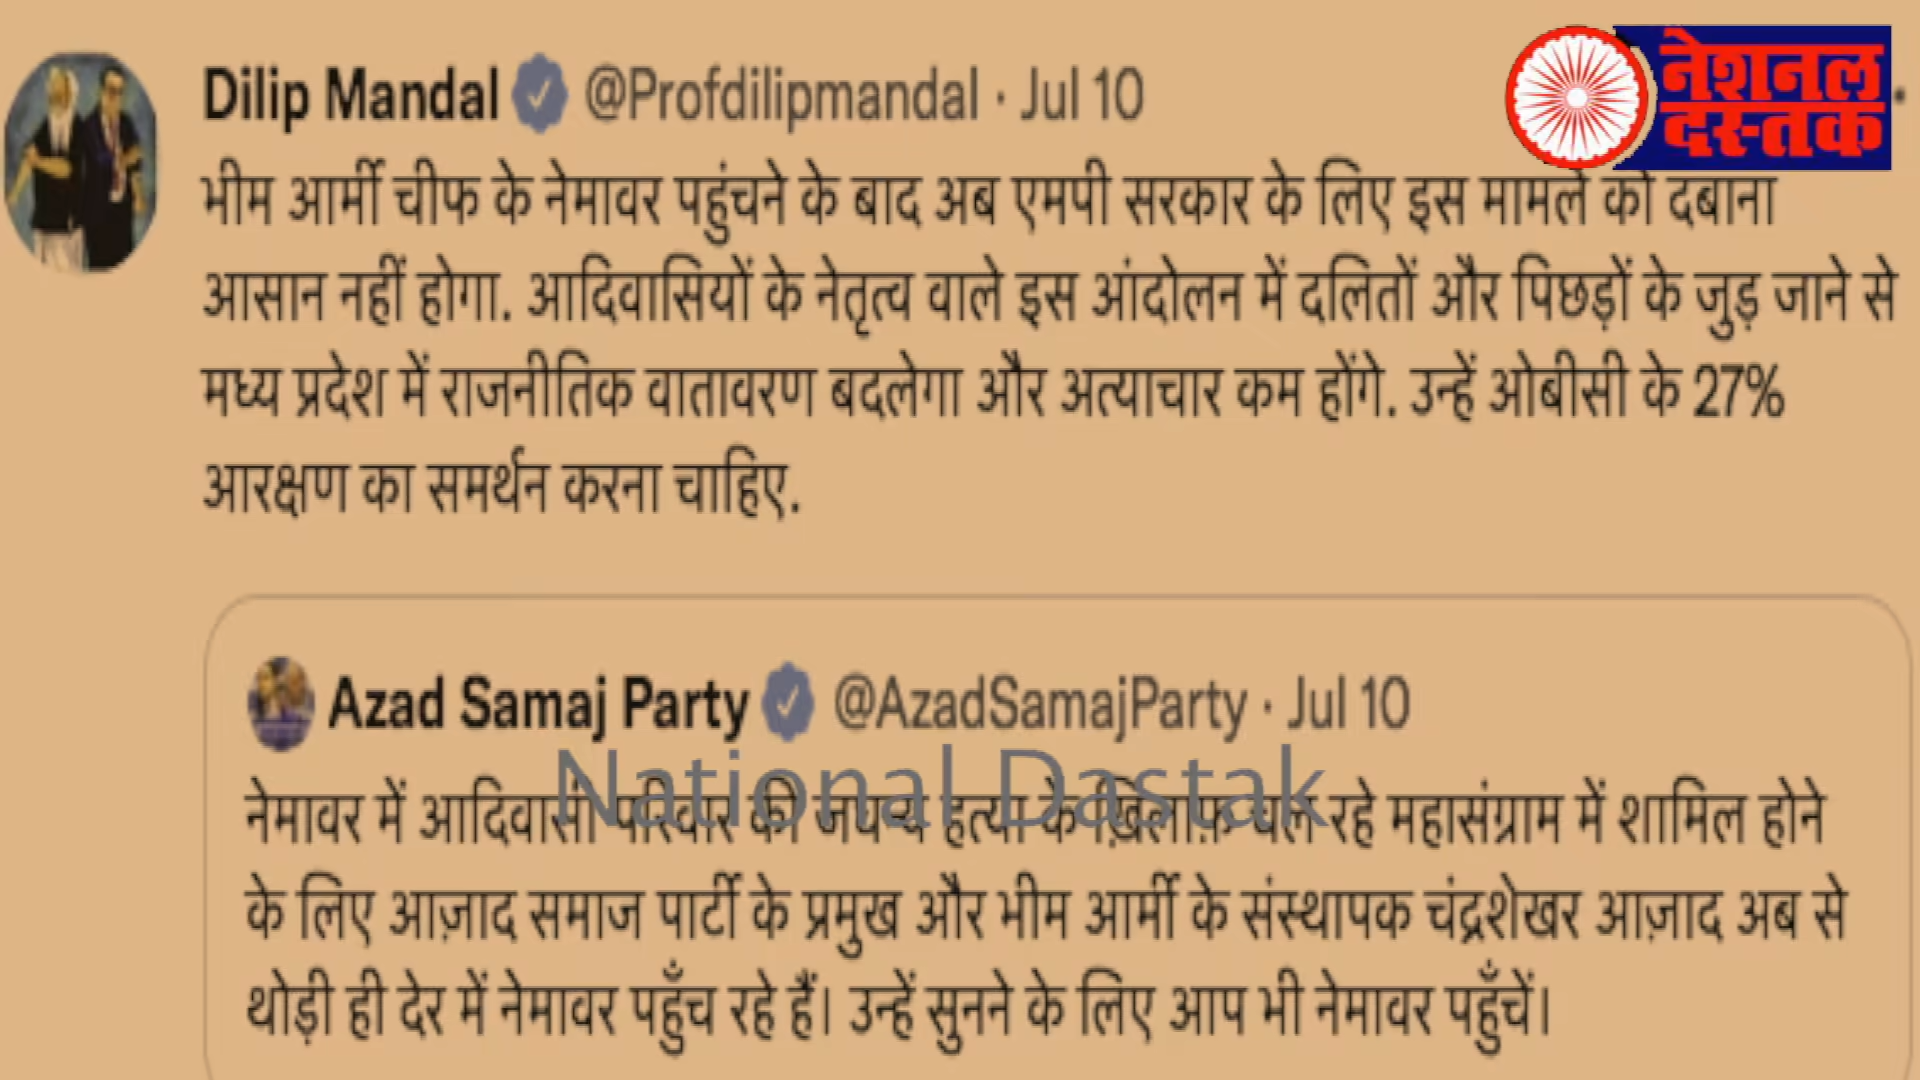 Dilip Mandal @Profdilipmandal · Jul 10
नेशनल
दस्तक
भीम आर्मी चीफ के नेमावर पहुंचने के बाद अब एमपी सरकार के लिए इस मामले को दबाना
आसान नहीं होगा. आदिवासियों के नेतृत्व वाले इस आंदोलन में दलितों और पिछड़ों के जुड़ जाने से
मध्य प्रदेश में राजनीतिक वातावरण बदलेगा और अत्याचार कम होंगे. उन्हें ओबीसी के 27%
आरक्षण का समर्थन करना चाहिए.
Azad Samaj Party @AzadSamajParty · Jul 10
National Dastak
नेमावर में आदिवासी परिवार की जघन्य हत्या के ख़िलाफ़ चल रहे महासंग्राम में शामिल होने
के लिए आज़ाद समाज पार्टी के प्रमुख और भीम आर्मी के संस्थापक चंद्रशेखर आज़ाद अब से
थोड़ी ही देर में नेमावर पहुँच रहे हैं। उन्हें सुनने के लिए आप भी नेमावर पहुँचें।